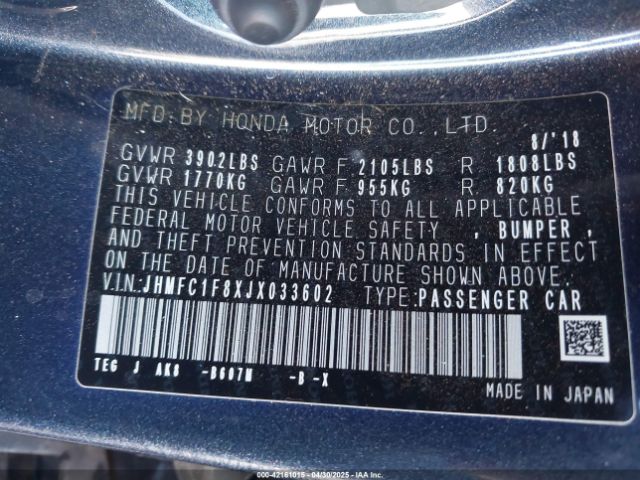 MFD. BY HONDA MOTOR CO., LTD. 8/'18
GVWR 3902LBS GAWR F 2105LBS R 1808LBS
GVWR 1770KG GAWR F 955KG R 820KG
THIS VEHICLE CONFORMS TO ALL APPLICABLE
FEDERAL MOTOR VEHICLE SAFETY , BUMPER ,
AND THEFT PREVENTION STANDARDS IN EFFECT
ON THE DATE OF MANUFACTURE SHOWN ABOVE.
V.I.N:JHMFC1F8XJX033602 TYPE:PASSENGER CAR
TEG J AK8 -B607M -B -X
MADE IN JAPAN
000-42161015 - 04/30/2025 - IAAI.COM